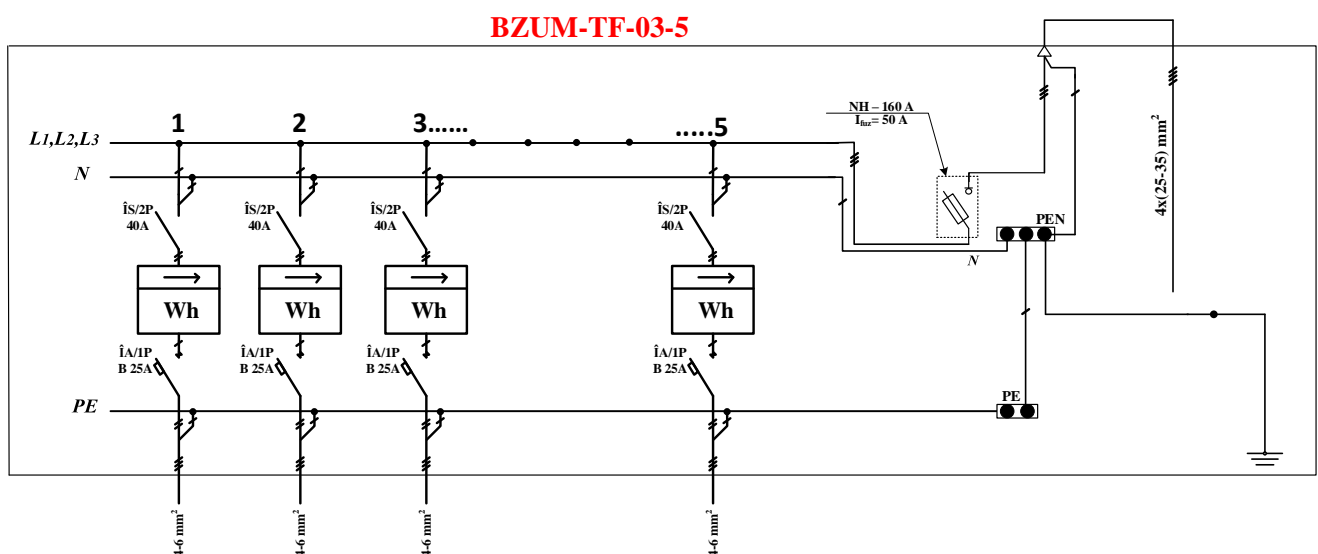 BZUM-TF-03-5
NH – 160 A
I_fuz= 50 A
1 2 3...... .....5
L1,L2,L3
N
4x(25-35) mm²
ÎS/2P
40A
ÎS/2P
40A
ÎS/2P
40A
ÎS/2P
40A
PEN
N
Wh Wh Wh Wh
ÎA/1P
B 25A
ÎA/1P
B 25A
ÎA/1P
B 25A
ÎA/1P
B 25A
PE
PE
4-6 mm²
4-6 mm²
4-6 mm²
4-6 mm²